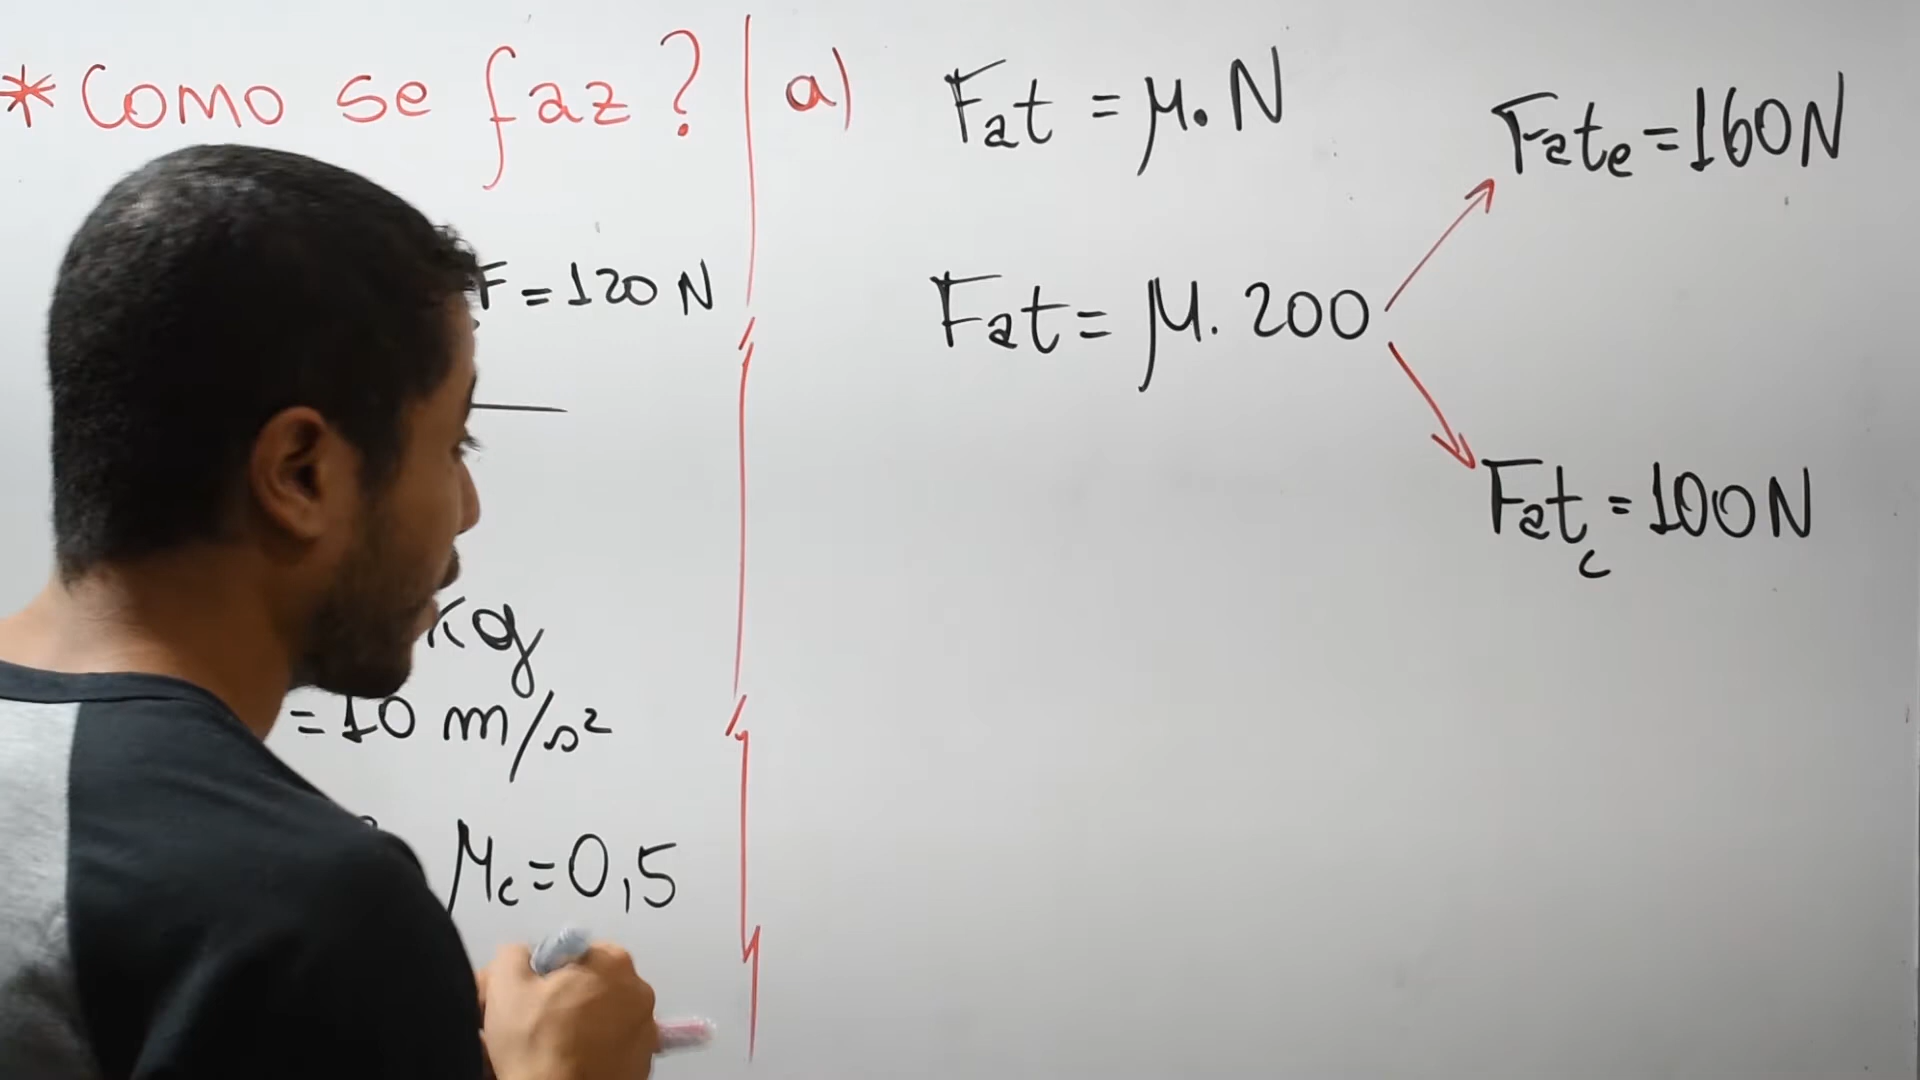 * Como se faz?
F = 120 N
kg
= 10 m/s²
μc = 0,5
a) Fat = μ. N
Fat = μ. 200
Fate = 160N
Fatc = 100N